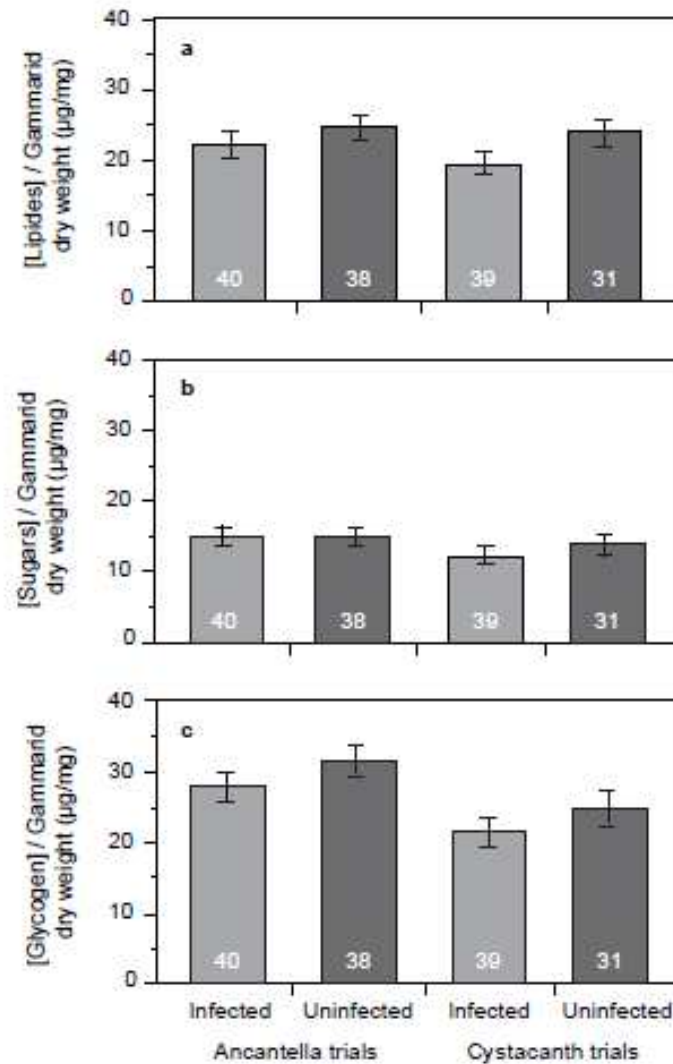 40
a
30
20
10
0
[Lipides] / Gammarid
dry weight (µg/mg)
40 38 39 31
40
b
30
20
10
0
[Sugars] / Gammarid
dry weight (µg/mg)
40 38 39 31
40
c
30
20
10
0
[Glycogen] / Gammarid
dry weight (µg/mg)
40 38 39 31
Infected Uninfected Infected Uninfected
Ancantella trials Cystacanth trials